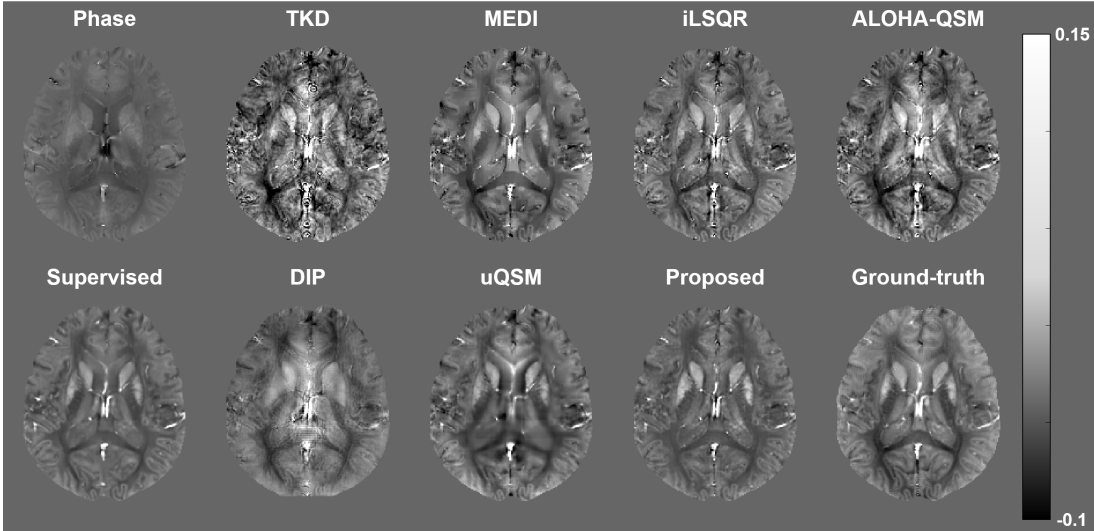 Phase TKD MEDI iLSQR ALOHA-QSM
0.15
Supervised DIP uQSM Proposed Ground-truth
-0.1